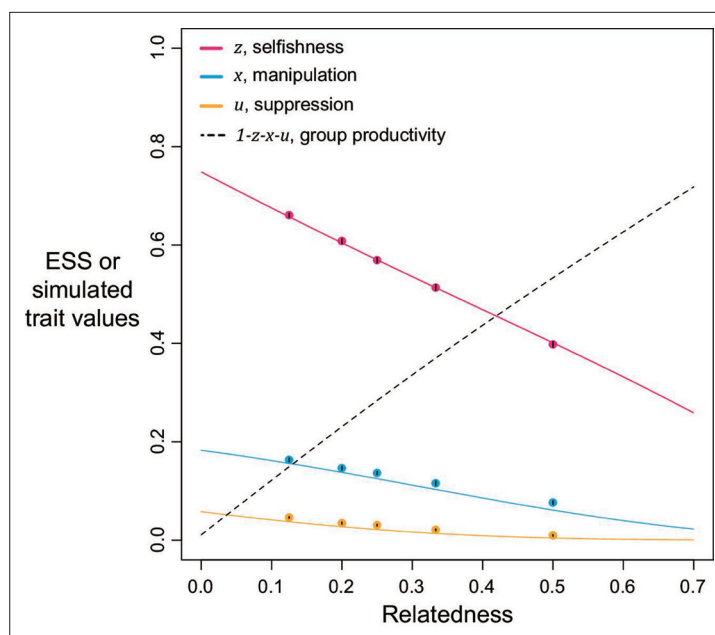 1.0
0.8
0.6
0.4
0.2
0.0
z, selfishness
x, manipulation
u, suppression
1-z-x-u, group productivity
ESS or
simulated
trait values
0.0 0.1 0.2 0.3 0.4 0.5 0.6 0.7
Relatedness